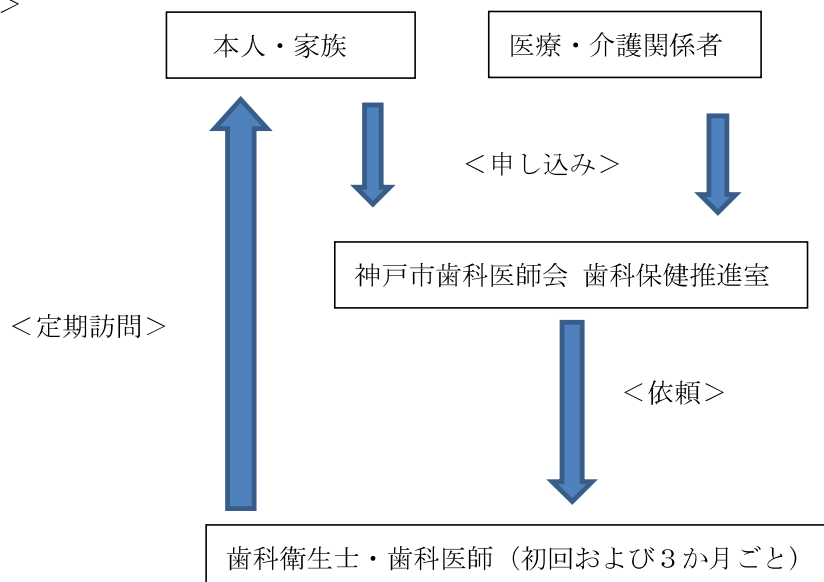 ＞
本人・家族
医療・介護関係者
＜申し込み＞
神戸市歯科医師会 歯科保健推進室
＜定期訪問＞
＜依頼＞
歯科衛生士・歯科医師（初回および３か月ごと）